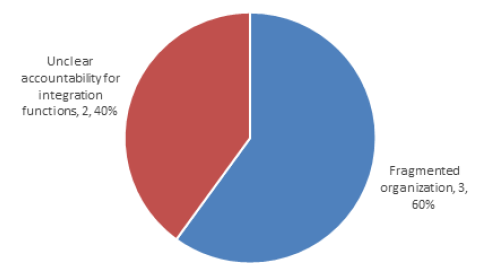 Unclear
accountability for
integration
functions, 2, 40%
Fragmented
organization, 3,
60%